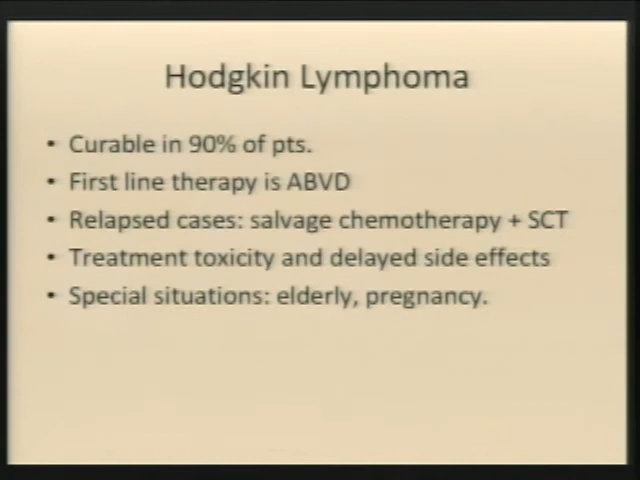 Hodgkin Lymphoma
• Curable in 90% of pts.
• First line therapy is ABVD
• Relapsed cases: salvage chemotherapy + SCT
• Treatment toxicity and delayed side effects
• Special situations: elderly, pregnancy.